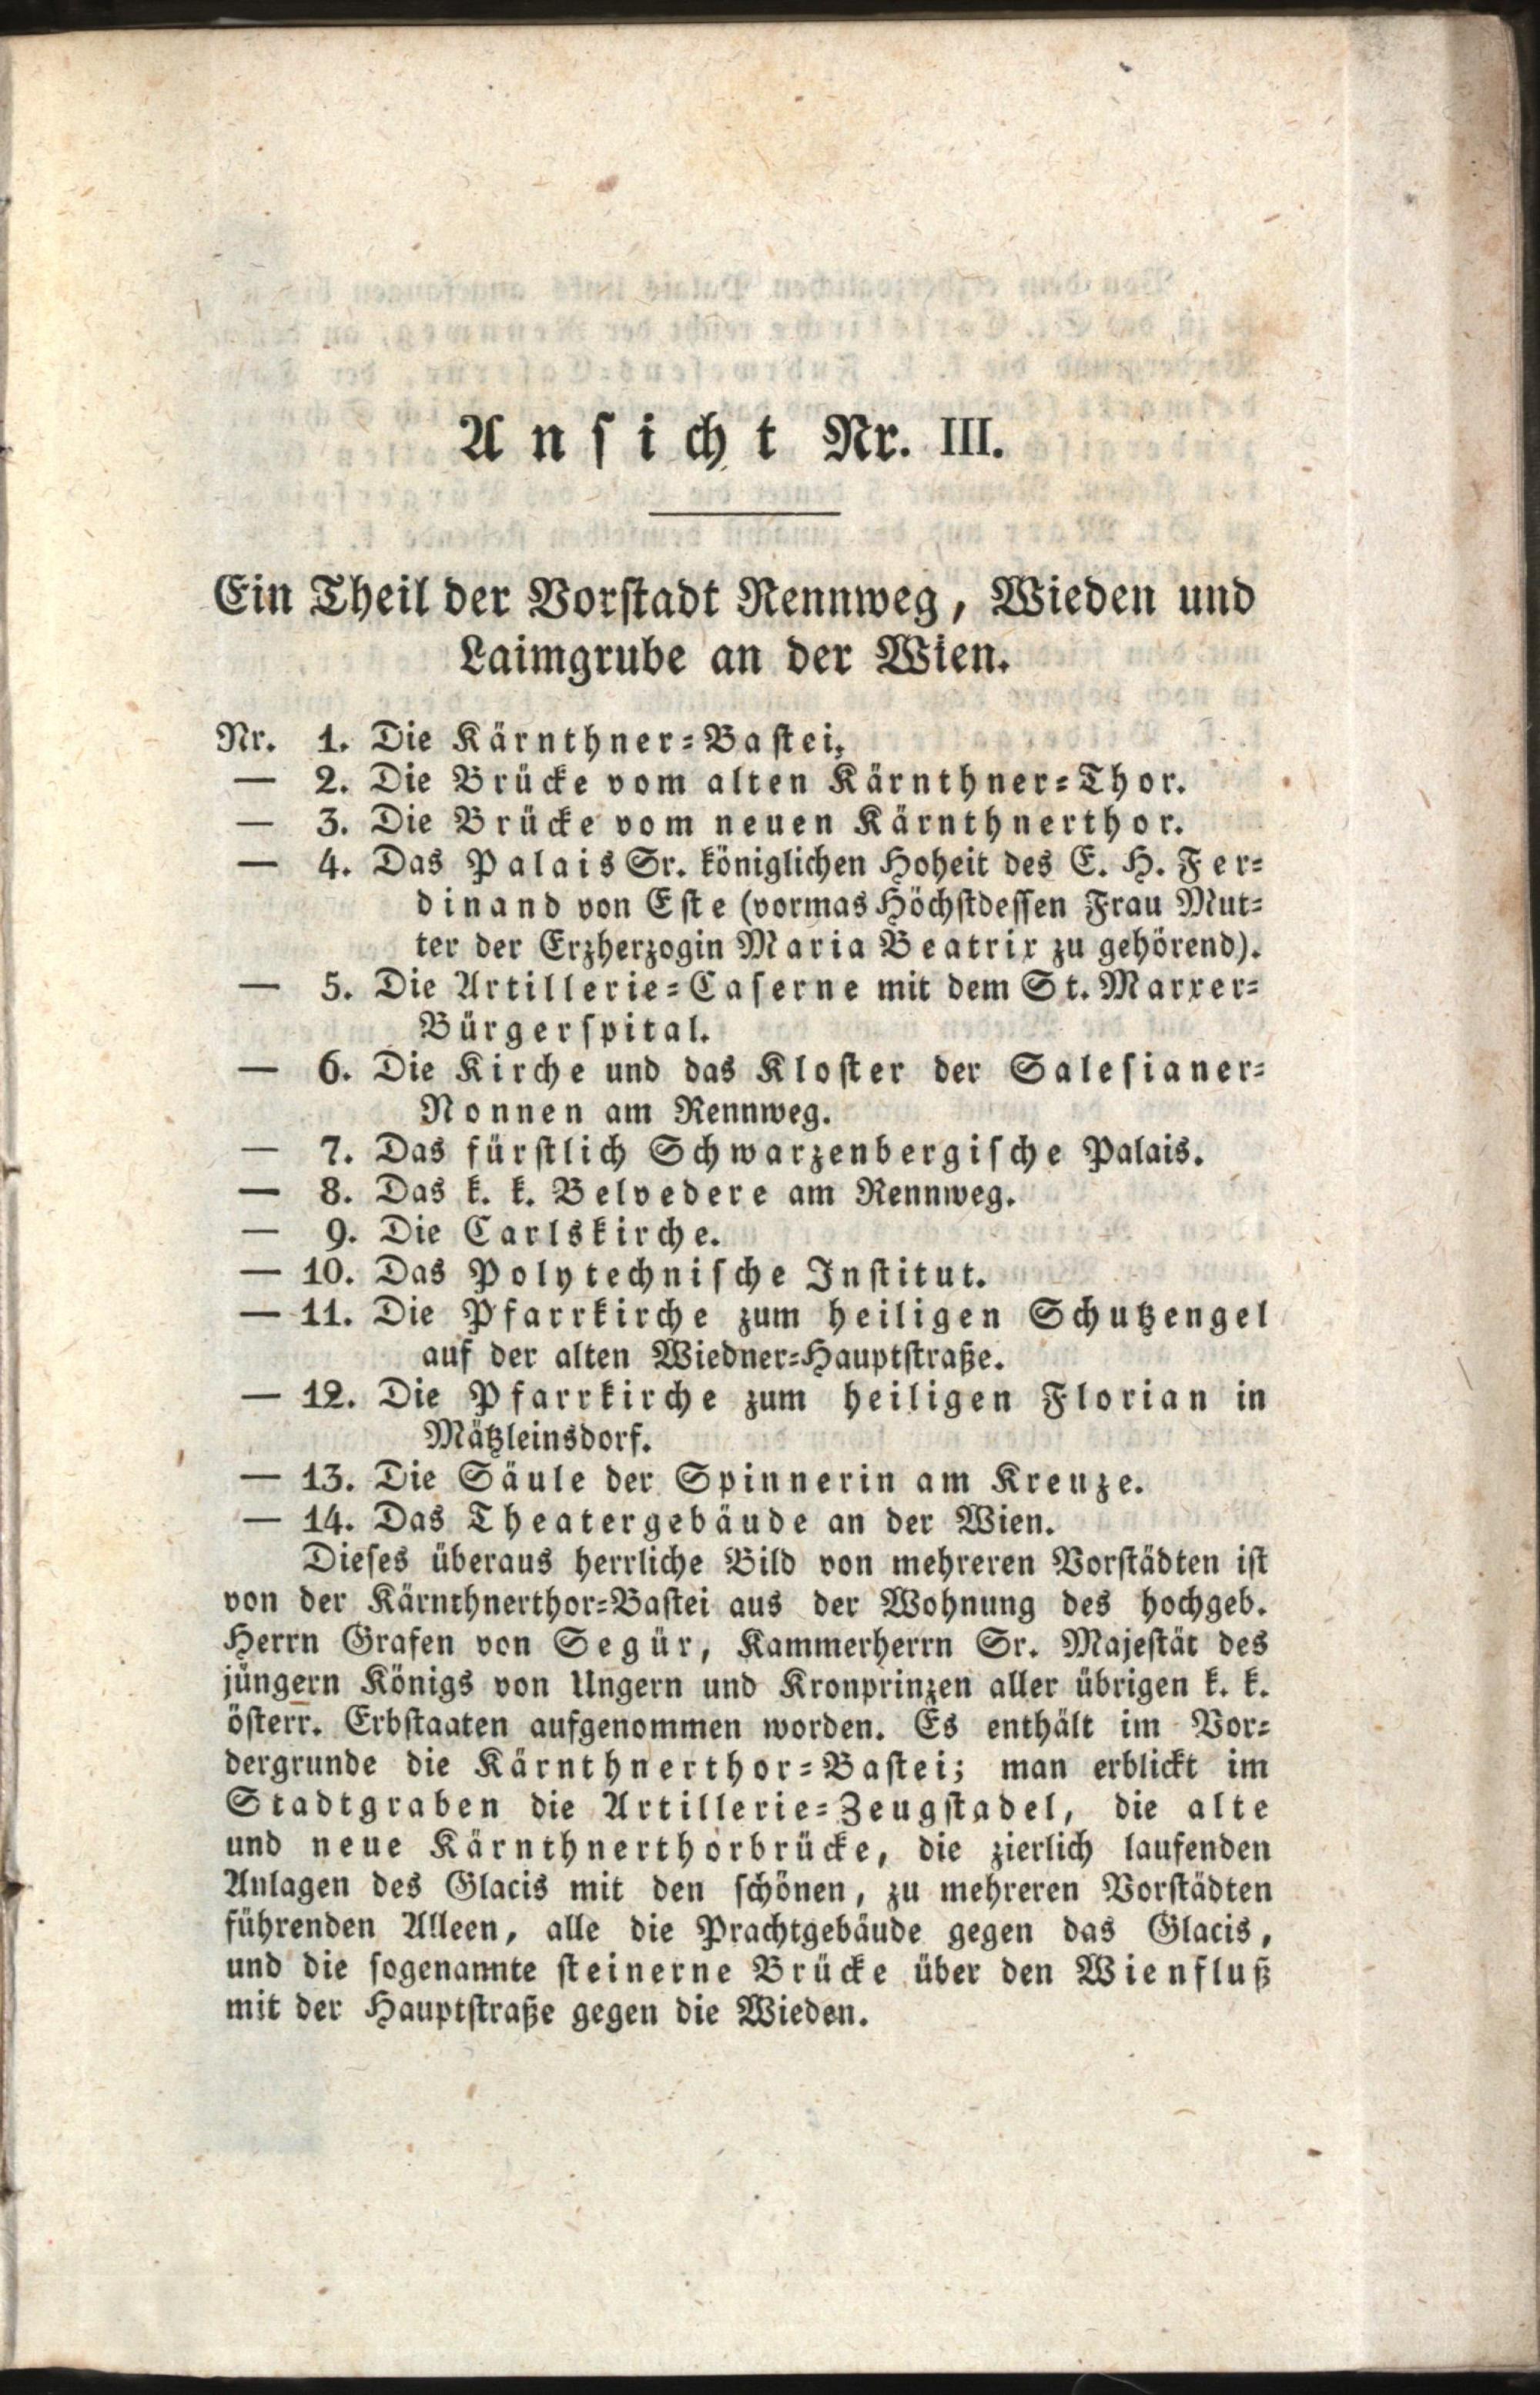 Ansicht Nr. III.
Ein Theil der Vorstadt Rennweg, Wieden und
Laimgrube an der Wien.
Nr. 1. Die Kärnthner-Bastei.
— 2. Die Brücke vom alten Kärnthner-Thor.
— 3. Die Brücke vom neuen Kärnthnerthor.
— 4. Das Palais Sr. königlichen Hoheit des E. H. Fer-
dinand von Este (vormas Höchstdessen Frau Mut-
ter der Erzherzogin Maria Beatrix zu gehörend).
— 5. Die Artillerie-Caserne mit dem St. Marxer-
Bürgerspital.
— 6. Die Kirche und das Kloster der Salesianer-
Nonnen am Rennweg.
— 7. Das fürstlich Schwarzenbergische Palais.
— 8. Das k. k. Belvedere am Rennweg.
— 9. Die Carlskirche.
— 10. Das Polytechnische Institut.
— 11. Die Pfarrkirche zum heiligen Schutzengel
auf der alten Wiedner-Hauptstraße.
— 12. Die Pfarrkirche zum heiligen Florian in
Mätzleinsdorf.
— 13. Die Säule der Spinnerin am Kreuze.
— 14. Das Theatergebäude an der Wien.
Dieses überaus herrliche Bild von mehreren Vorstädten ist
von der Kärnthnerthor-Bastei aus der Wohnung des hochgeb.
Herrn Grafen von Segür, Kammerherrn Sr. Majestät des
jüngern Königs von Ungern und Kronprinzen aller übrigen k. k.
österr. Erbstaaten aufgenommen worden. Es enthält im Vor-
dergrunde die Kärnthnerthor-Bastei; man erblickt im
Stadtgraben die Artillerie-Zeugstadel, die alte
und neue Kärnthnerthorbrücke, die zierlich laufenden
Anlagen des Glacis mit den schönen, zu mehreren Vorstädten
führenden Alleen, alle die Prachtgebäude gegen das Glacis,
und die sogenannte steinerne Brücke über den Wienfluß
mit der Hauptstraße gegen die Wieden.